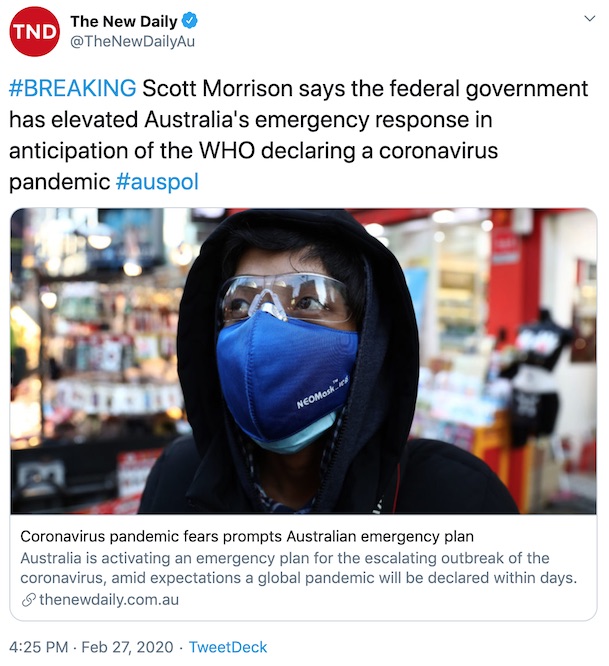 TND
The New Daily
@TheNewDailyAu
#BREAKING Scott Morrison says the federal government
has elevated Australia's emergency response in
anticipation of the WHO declaring a coronavirus
pandemic #auspol
NEOMask™
Coronavirus pandemic fears prompts Australian emergency plan
Australia is activating an emergency plan for the escalating outbreak of the
coronavirus, amid expectations a global pandemic will be declared within days.
thenewdaily.com.au
4:25 PM · Feb 27, 2020 · TweetDeck